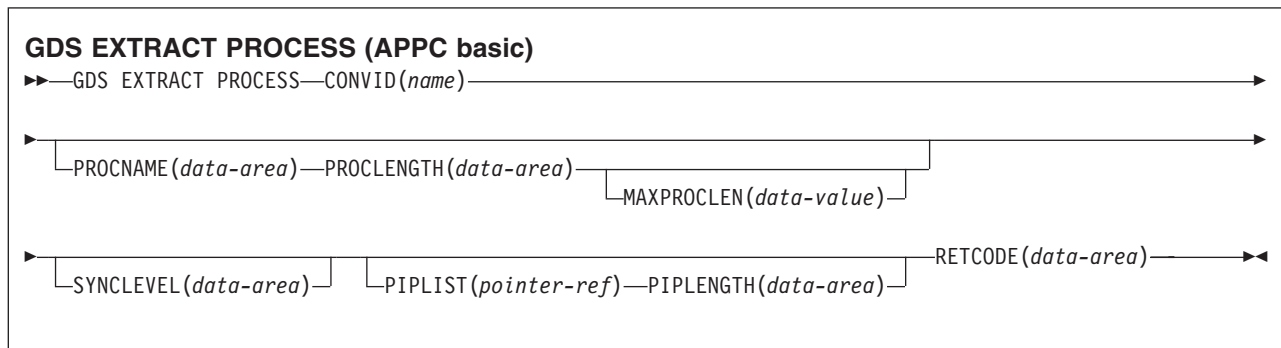 GDS EXTRACT PROCESS (APPC basic)
GDS EXTRACT PROCESS CONVID(name)
PROCNAME(data-area) PROCLENGTH(data-area)
MAXPROCLEN(data-value)
RETCODE(data-area)
SYNCLEVEL(data-area) PIPLIST(pointer-ref) PIPLENGTH(data-area)